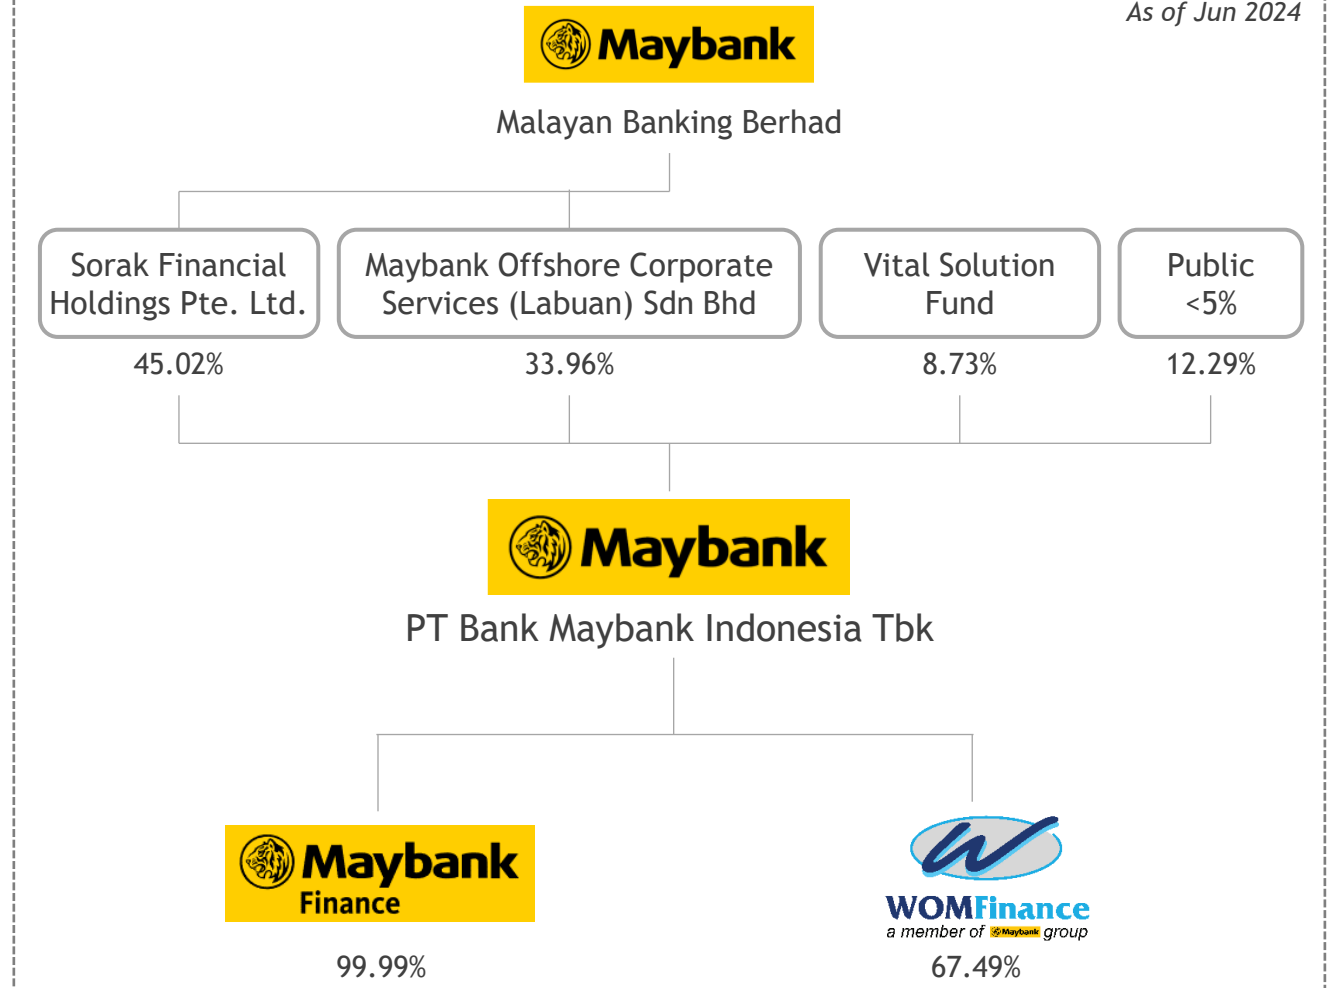 As of Jun 2024
Maybank
Malayan Banking Berhad
Sorak Financial
Holdings Pte. Ltd.
Maybank Offshore Corporate
Services (Labuan) Sdn Bhd
Vital Solution
Fund
Public
<5%
45.02%
33.96%
8.73%
12.29%
Maybank
PT Bank Maybank Indonesia Tbk
Maybank
Finance
99.99%
W
WOMFinance
a member of Maybank group
67.49%